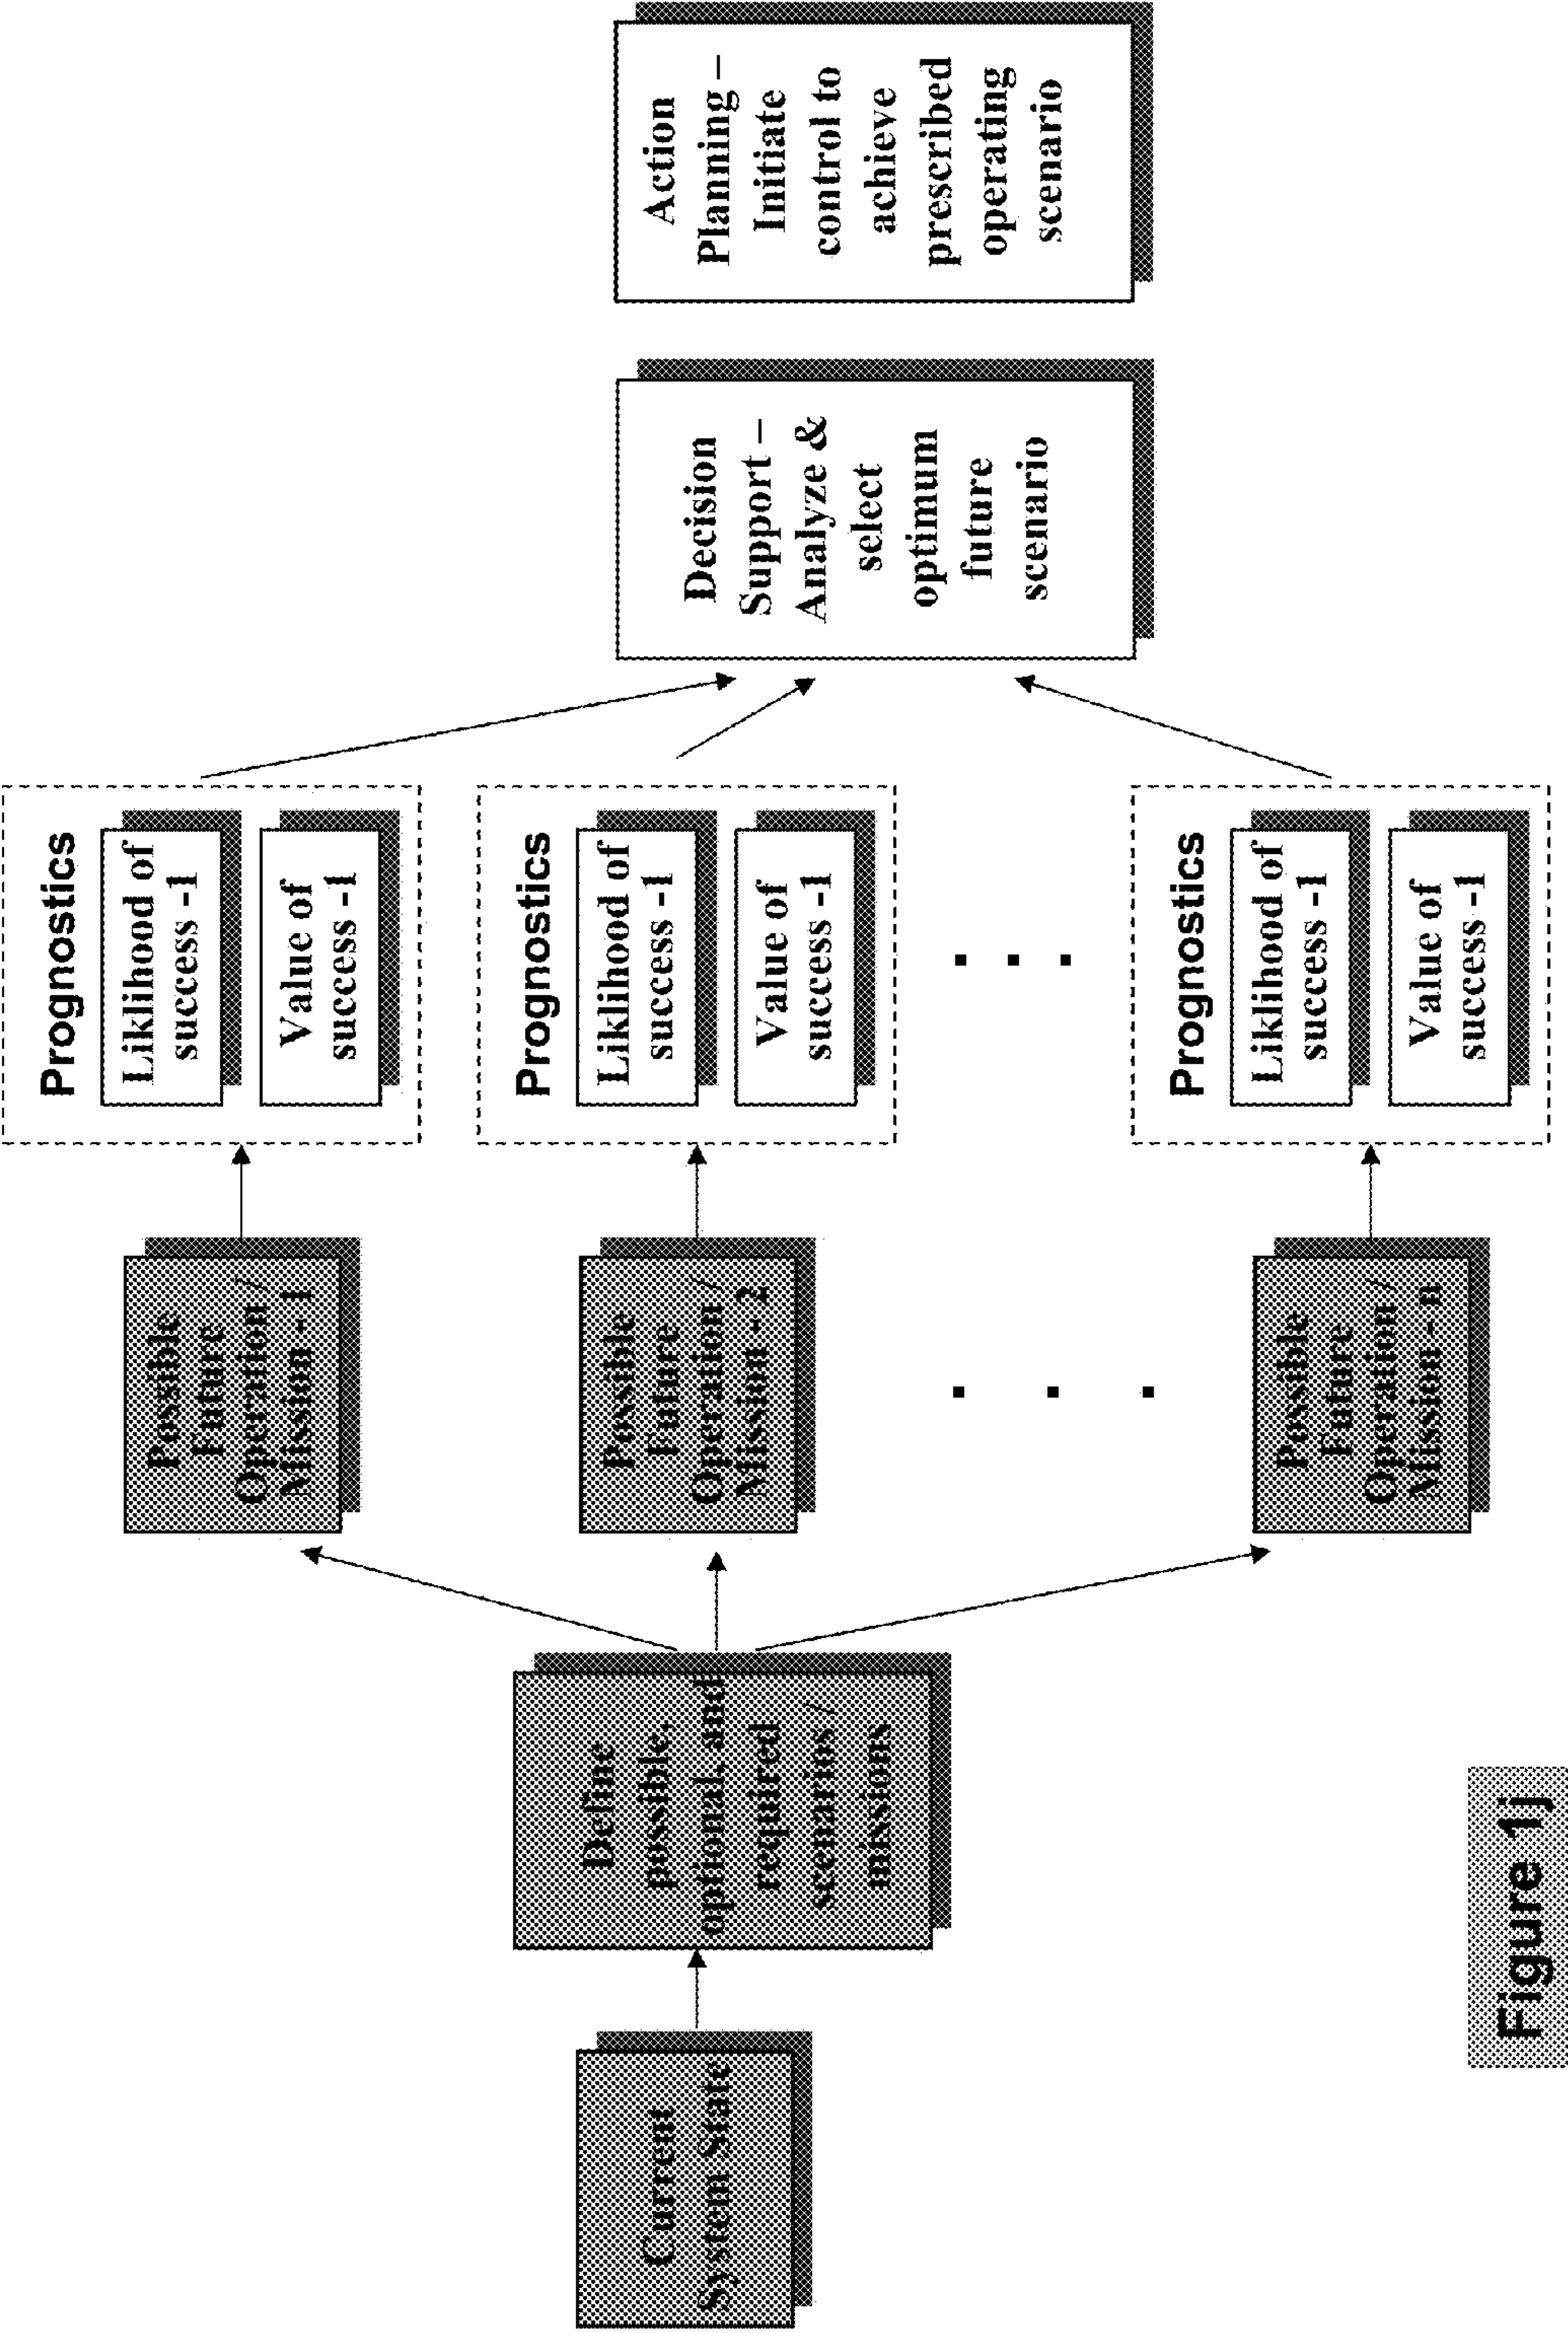 Current
System State
Define
possible,
optional, and
required
scenarios /
missions
Possible
Future
Operation /
Mission - 1
Possible
Future
Operation /
Mission - 2
. . .
Possible
Future
Operation /
Mission - n
Prognostics
Liklihood of
success -1
Value of
success -1
Prognostics
Liklihood of
success -1
Value of
success -1
. . .
Prognostics
Liklihood of
success -1
Value of
success -1
Decision
Support –
Analyze &
select
optimum
future
scenario
Action
Planning –
Initiate
control to
achieve
prescribed
operating
scenario
Figure 1j